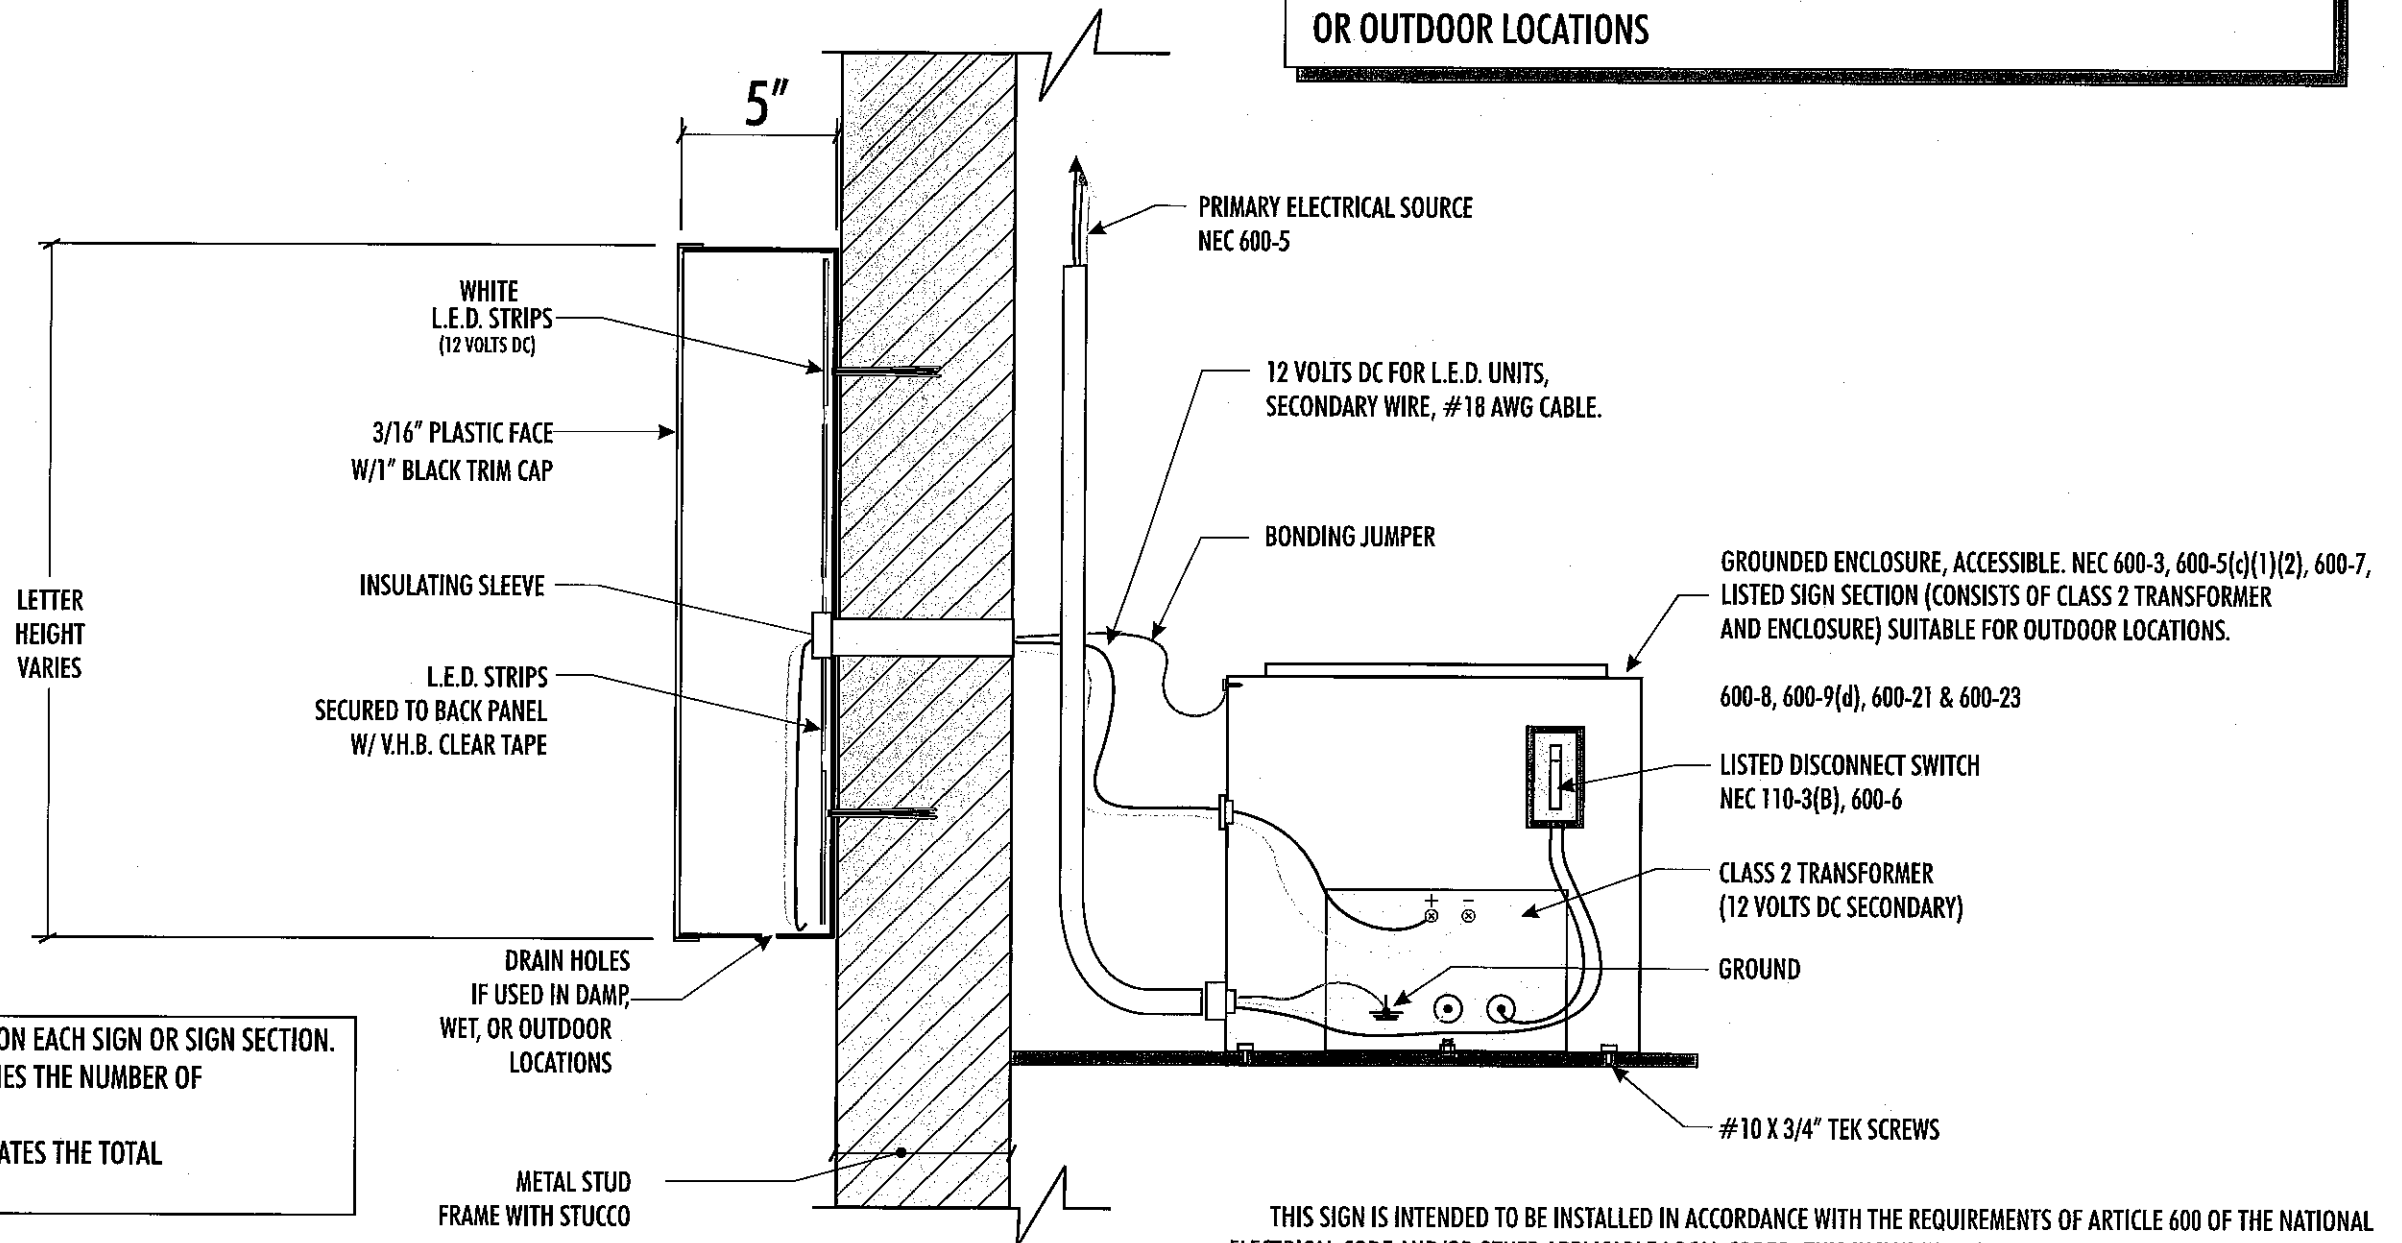 OR OUTDOOR LOCATIONS
5"
PRIMARY ELECTRICAL SOURCE
NEC 600-5
WHITE
L.E.D. STRIPS
(12 VOLTS DC)
12 VOLTS DC FOR L.E.D. UNITS,
SECONDARY WIRE, #18 AWG CABLE.
3/16" PLASTIC FACE
W/1" BLACK TRIM CAP
BONDING JUMPER
GROUNDED ENCLOSURE, ACCESSIBLE. NEC 600-3, 600-5(c)(1)(2), 600-7,
LISTED SIGN SECTION (CONSISTS OF CLASS 2 TRANSFORMER
AND ENCLOSURE) SUITABLE FOR OUTDOOR LOCATIONS.
600-8, 600-9(d), 600-21 & 600-23
INSULATING SLEEVE
LETTER
HEIGHT
VARIES
L.E.D. STRIPS
SECURED TO BACK PANEL
W/ V.H.B. CLEAR TAPE
LISTED DISCONNECT SWITCH
NEC 110-3(B), 600-6
CLASS 2 TRANSFORMER
(12 VOLTS DC SECONDARY)
+ −
GROUND
DRAIN HOLES
IF USED IN DAMP,
WET, OR OUTDOOR
LOCATIONS
ON EACH SIGN OR SIGN SECTION.
THE NUMBER OF
THE TOTAL
#10 X 3/4" TEK SCREWS
METAL STUD
FRAME WITH STUCCO
THIS SIGN IS INTENDED TO BE INSTALLED IN ACCORDANCE WITH THE REQUIREMENTS OF ARTICLE 600 OF THE NATIONAL